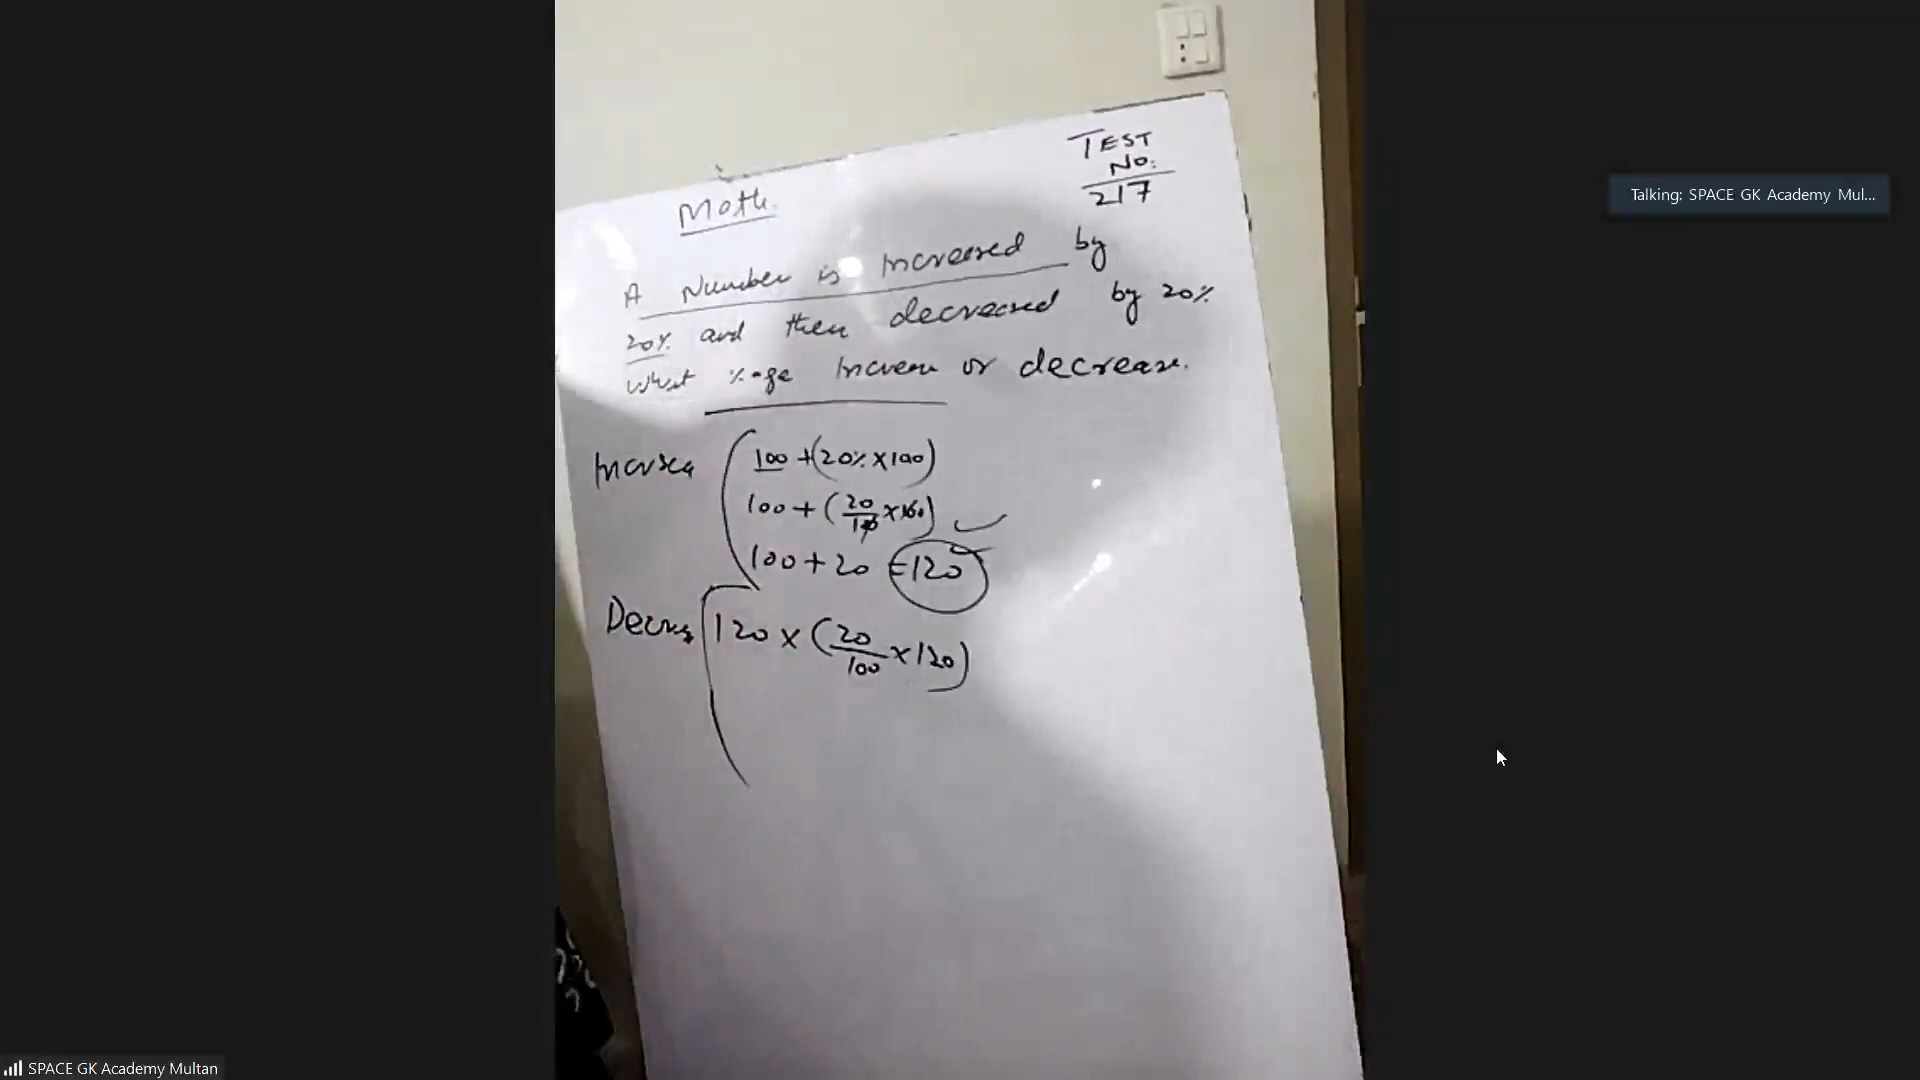 TEST
NO.
217
Math.
A Number is Increased by
20% and then decreased by 20%
what %age Increase or decrease.
100 + (20% × 100)
100 + (20/100 × 100)
100 + 20 = 120
120 × (20/100 × 120)
Talking: SPACE GK Academy Mul...
SPACE GK Academy Multan